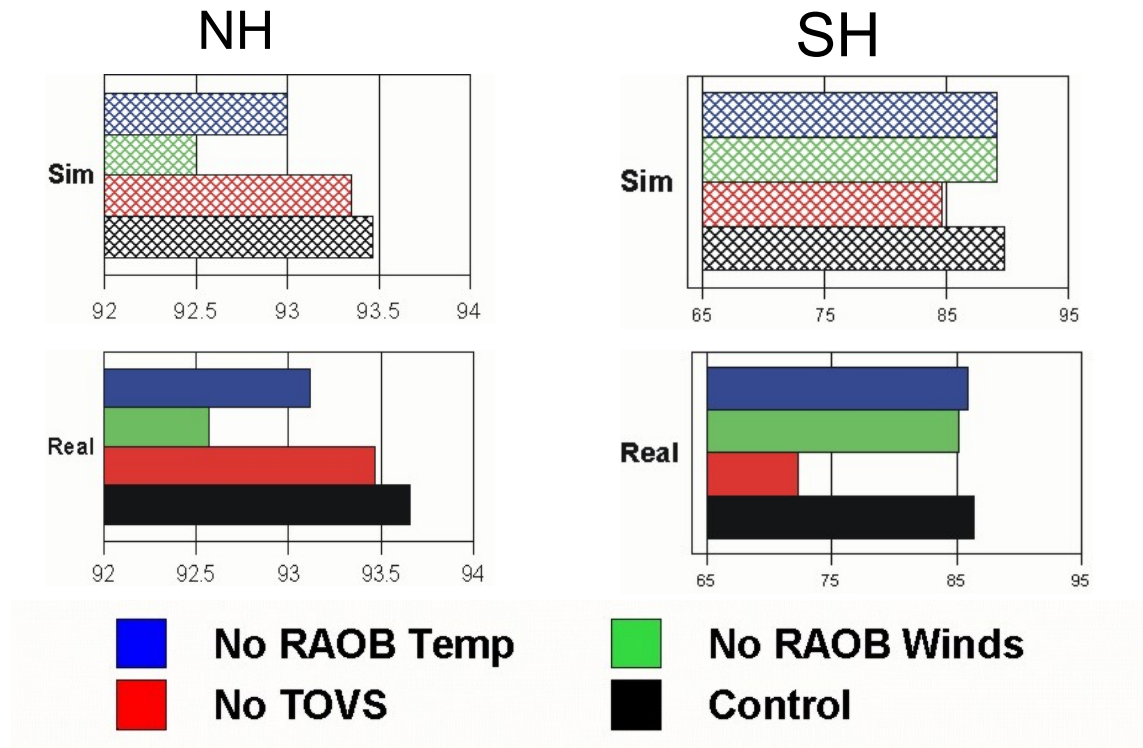 NH
SH
Sim
92 92.5 93 93.5 94
Sim
65 75 85 95
Real
92 92.5 93 93.5 94
Real
65 75 85 95
No RAOB Temp
No RAOB Winds
No TOVS
Control